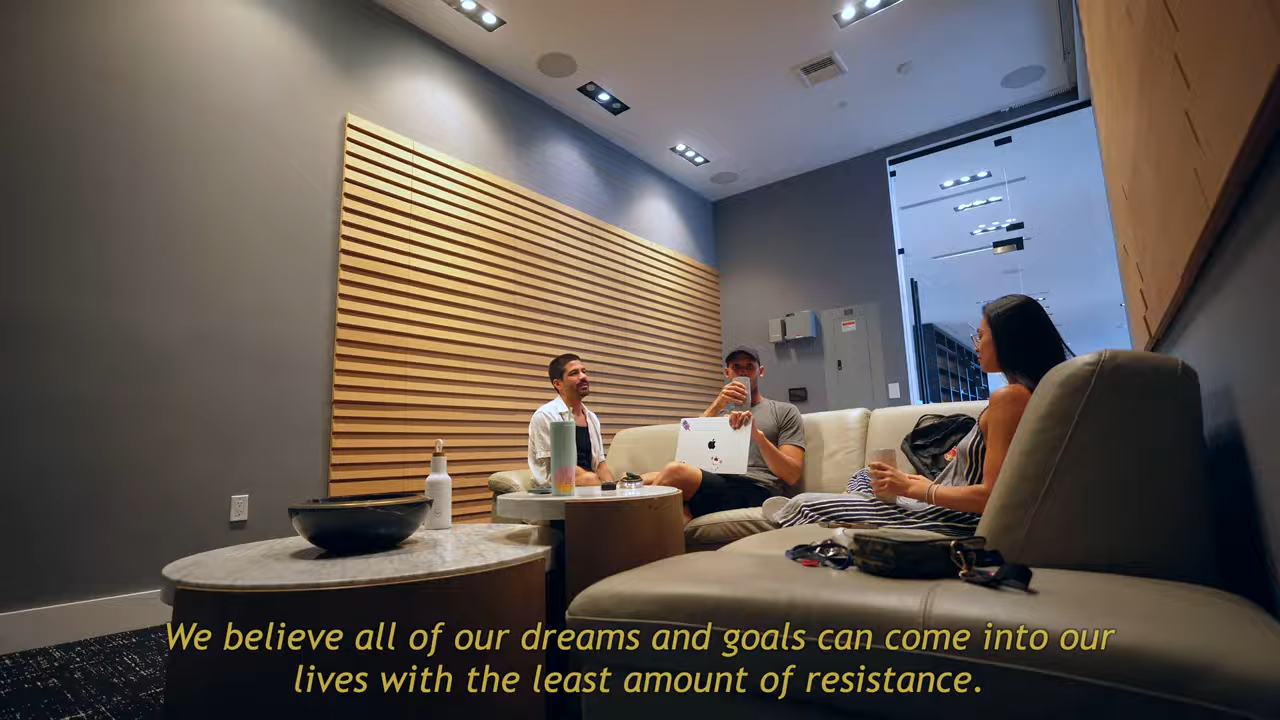 We believe all of our dreams and goals can come into our
lives with the least amount of resistance.